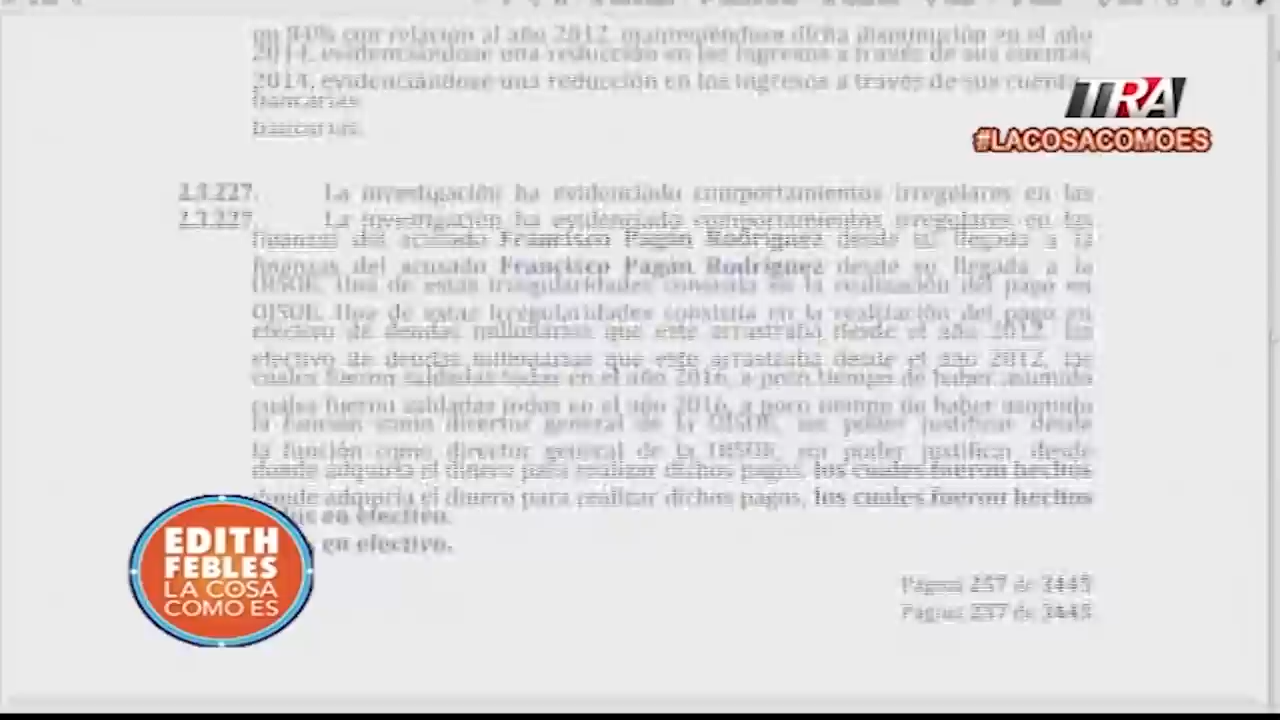 un 84% con relación al año 2012, manteniéndose dicha disminución en el año
2014, evidenciándose una reducción en los ingresos a través de sus cuentas
bancarias.
TRA
#LACOSACOMOES
2.3.227. La investigación ha evidenciado comportamientos irregulares en las
finanzas del acusado Francisco Pagán Rodríguez desde su llegada a la
OISOE. Una de estas irregularidades consistía en la realización del pago en
efectivo de deudas millonarias que este arrastraba desde el año 2012, las
cuales fueron saldadas todas en el año 2016, a poco tiempo de haber asumido
la función como director general de la OISOE, sin poder justificar desde
donde adquiría el dinero para realizar dichos pagos, los cuales fueron hechos
en efectivo.
EDITH
FEBLES
LA COSA
COMO ES
Página 237 de 3445